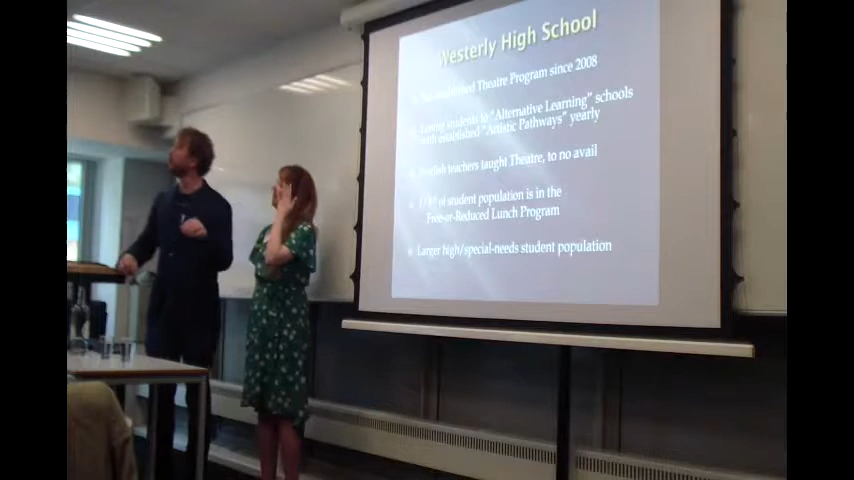 Westerly High School
established Theatre Program since 2008
Losing students to "Alternative Learning" schools
with established "Artistic Pathways" yearly
English teachers taught Theatre, to no avail
of student population is in the
Free-or-Reduced Lunch Program
Larger high/special-needs student population